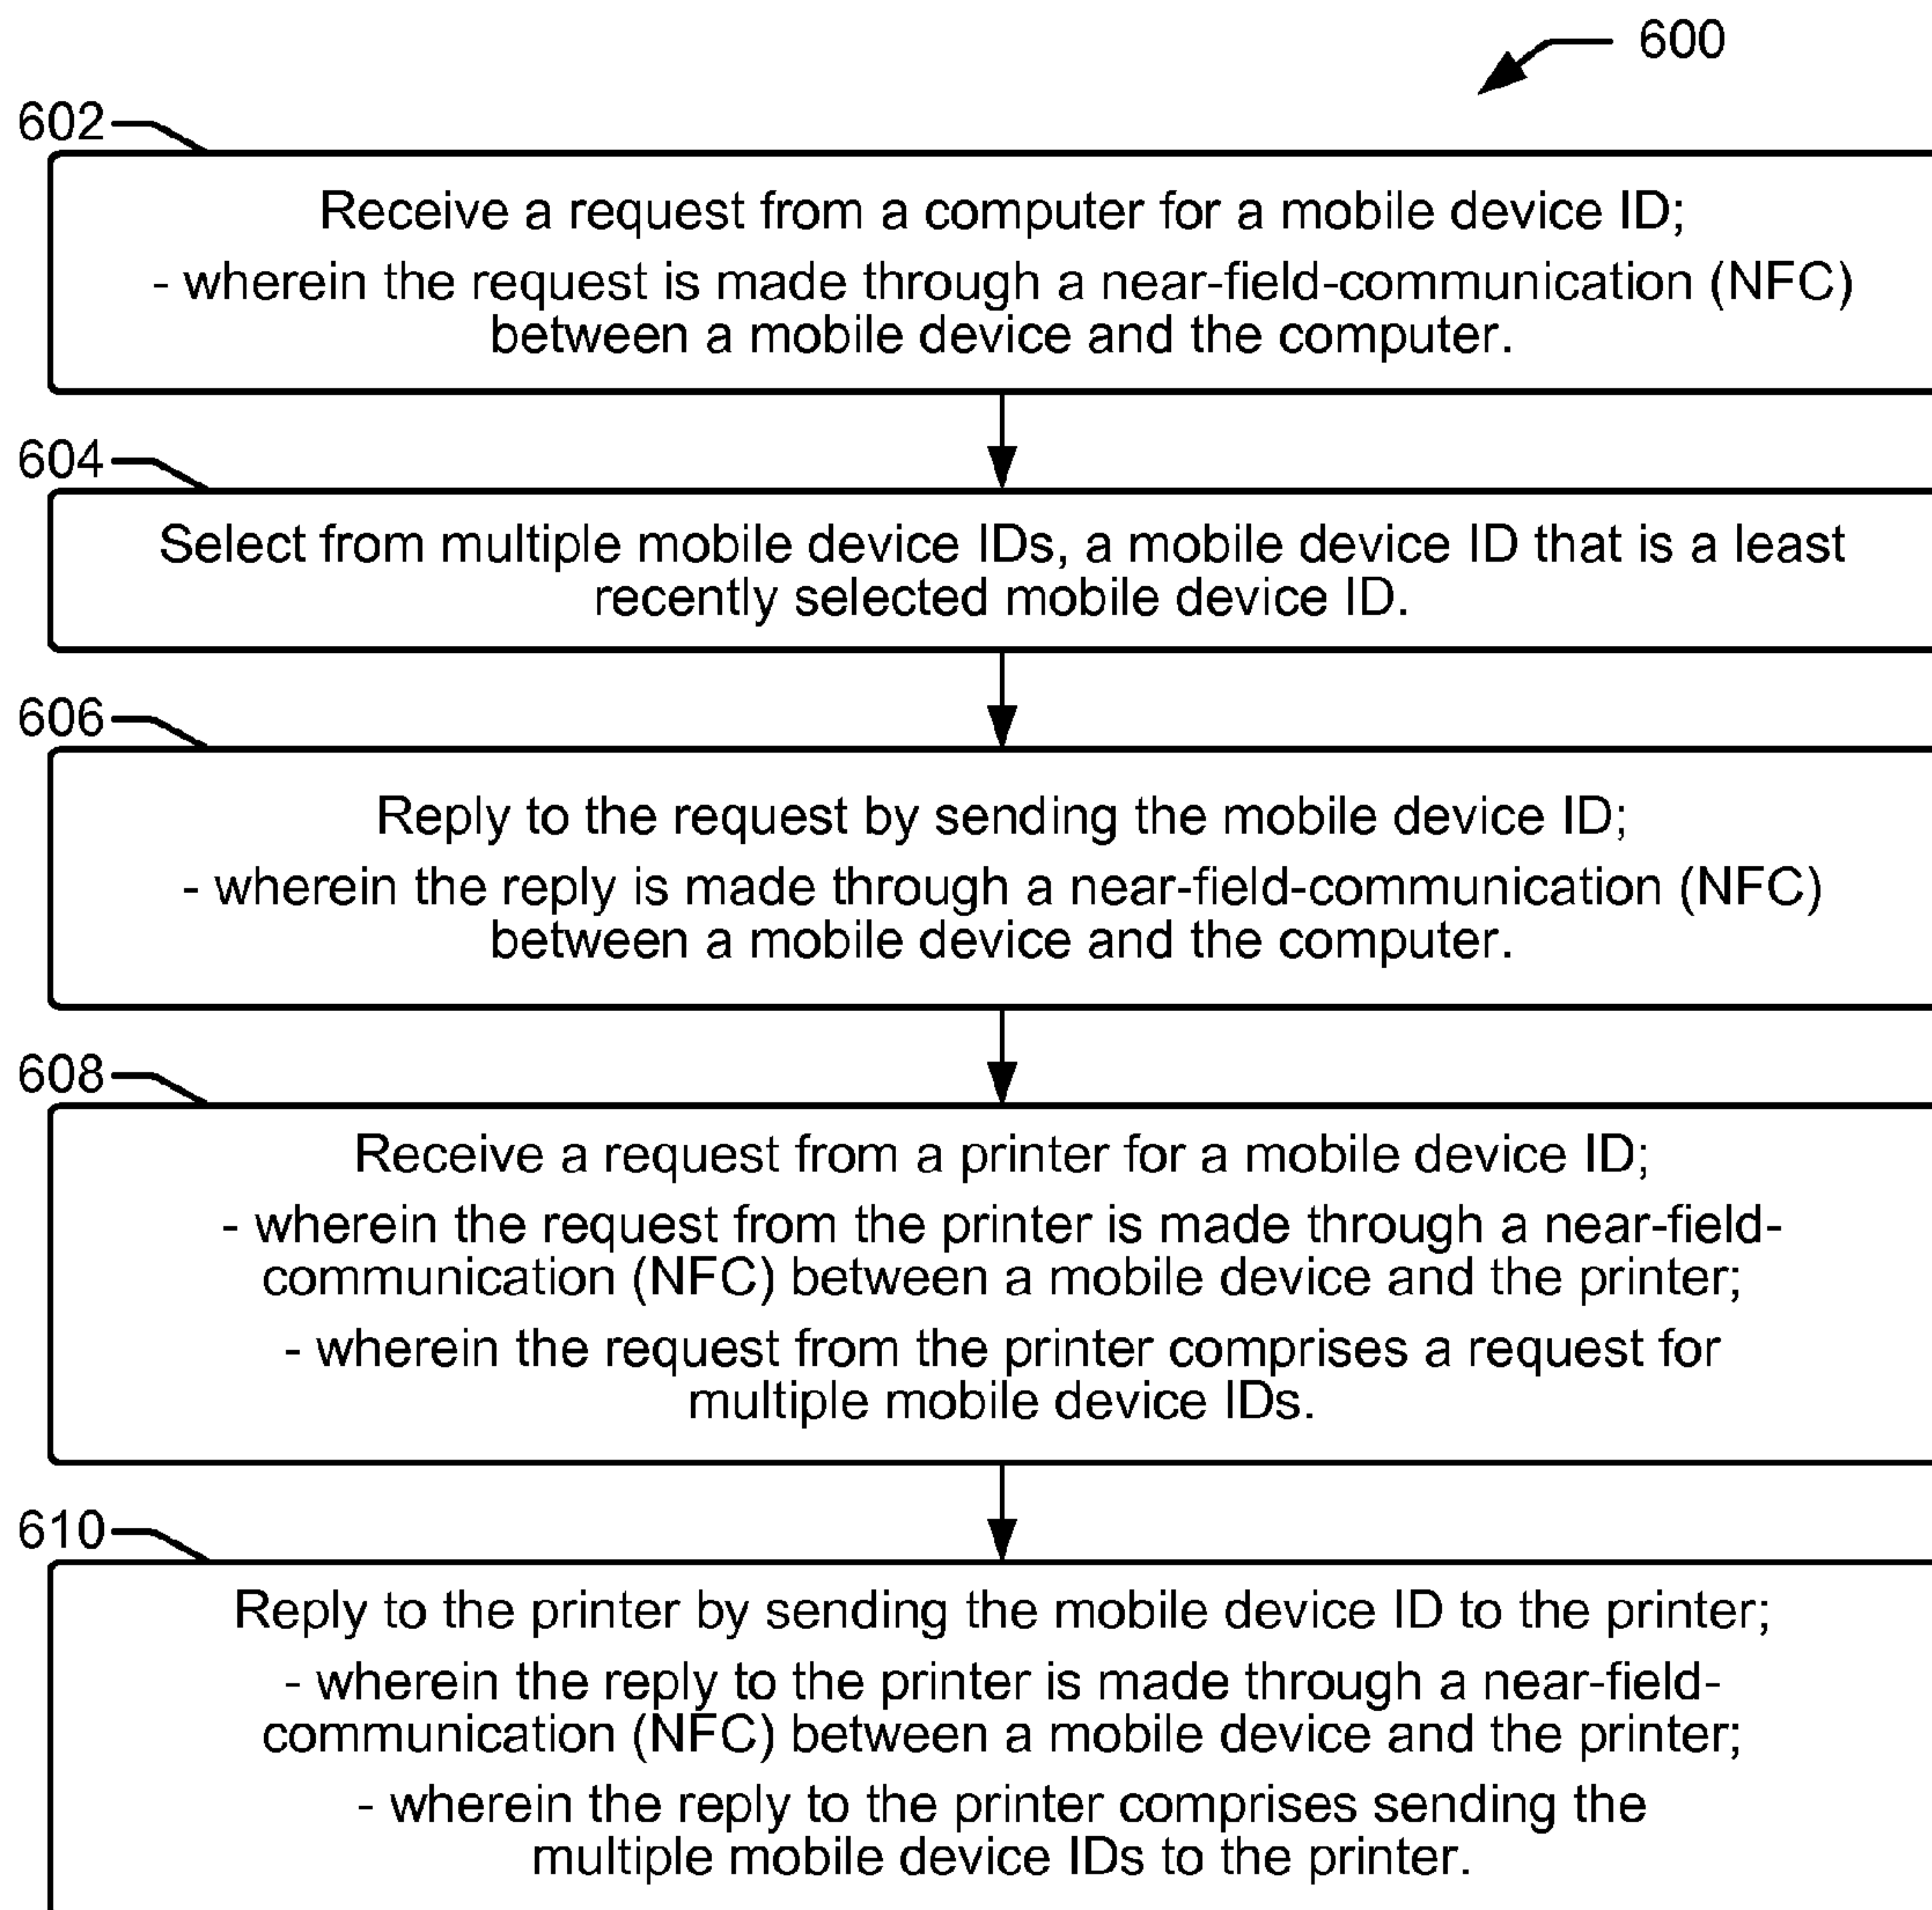 600
602
Receive a request from a computer for a mobile device ID;
- wherein the request is made through a near-field-communication (NFC)
between a mobile device and the computer.
604
Select from multiple mobile device IDs, a mobile device ID that is a least
recently selected mobile device ID.
606
Reply to the request by sending the mobile device ID;
- wherein the reply is made through a near-field-communication (NFC)
between a mobile device and the computer.
608
Receive a request from a printer for a mobile device ID;
- wherein the request from the printer is made through a near-field-
communication (NFC) between a mobile device and the printer;
- wherein the request from the printer comprises a request for
multiple mobile device IDs.
610
Reply to the printer by sending the mobile device ID to the printer;
- wherein the reply to the printer is made through a near-field-
communication (NFC) between a mobile device and the printer;
- wherein the reply to the printer comprises sending the
multiple mobile device IDs to the printer.